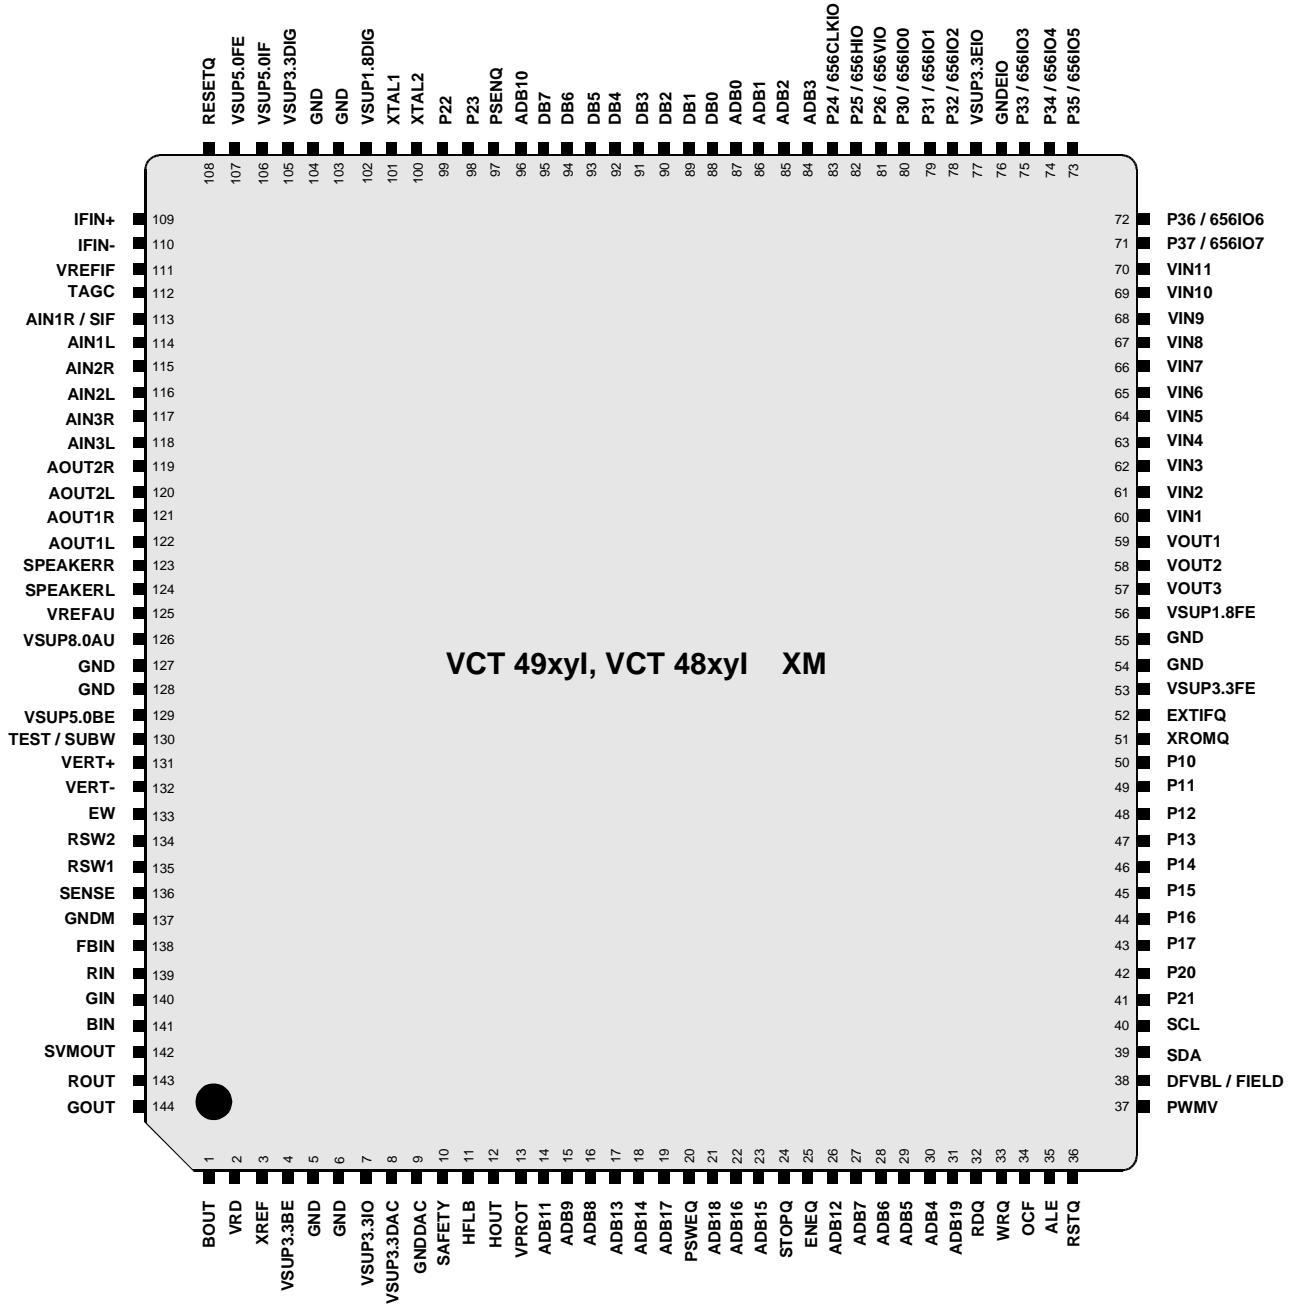 RESETQ
VSUP5.0FE
VSUP5.0IF
VSUP3.3DIG
GND
GND
VSUP1.8DIG
XTAL1
XTAL2
P22
P23
PSENQ
ADB10
DB7
DB6
DB5
DB4
DB3
DB2
DB1
DB0
ADB0
ADB1
ADB2
ADB3
P24 / 656CLKIO
P25 / 656HIO
P26 / 656VIO
P30 / 656IO0
P31 / 656IO1
P32 / 656IO2
VSUP3.3EIO
GNDEIO
P33 / 656IO3
P34 / 656IO4
P35 / 656IO5
108
107
106
105
104
103
102
101
100
99
98
97
96
95
94
93
92
91
90
89
88
87
86
85
84
83
82
81
80
79
78
77
76
75
74
73
IFIN+ 109
IFIN- 110
VREFIF 111
TAGC 112
AIN1R / SIF 113
AIN1L 114
AIN2R 115
AIN2L 116
AIN3R 117
AIN3L 118
AOUT2R 119
AOUT2L 120
AOUT1R 121
AOUT1L 122
SPEAKERR 123
SPEAKERL 124
VREFAU 125
VSUP8.0AU 126
GND 127
GND 128
VSUP5.0BE 129
TEST / SUBW 130
VERT+ 131
VERT- 132
EW 133
RSW2 134
RSW1 135
SENSE 136
GNDM 137
FBIN 138
RIN 139
GIN 140
BIN 141
SVMOUT 142
ROUT 143
GOUT 144
VCT 49xyI, VCT 48xyI XM
72 P36 / 656IO6
71 P37 / 656IO7
70 VIN11
69 VIN10
68 VIN9
67 VIN8
66 VIN7
65 VIN6
64 VIN5
63 VIN4
62 VIN3
61 VIN2
60 VIN1
59 VOUT1
58 VOUT2
57 VOUT3
56 VSUP1.8FE
55 GND
54 GND
53 VSUP3.3FE
52 EXTIFQ
51 XROMQ
50 P10
49 P11
48 P12
47 P13
46 P14
45 P15
44 P16
43 P17
42 P20
41 P21
40 SCL
39 SDA
38 DFVBL / FIELD
37 PWMV
1
2
3
4
5
6
7
8
9
10
11
12
13
14
15
16
17
18
19
20
21
22
23
24
25
26
27
28
29
30
31
32
33
34
35
36
BOUT
VRD
XREF
VSUP3.3BE
GND
GND
VSUP3.3IO
VSUP3.3DAC
GNDDAC
SAFETY
HFLB
HOUT
VPROT
ADB11
ADB9
ADB8
ADB13
ADB14
ADB17
PSWEQ
ADB18
ADB16
ADB15
STOPQ
ENEQ
ADB12
ADB7
ADB6
ADB5
ADB4
ADB19
RDQ
WRQ
OCF
ALE
RSTQ